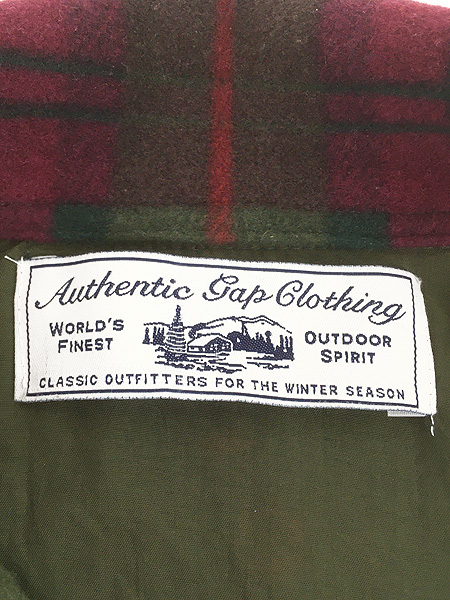 Authentic Gap Clothing
WORLD'S
FINEST
OUTDOOR
SPIRIT
CLASSIC OUTFITTERS FOR THE WINTER SEASON